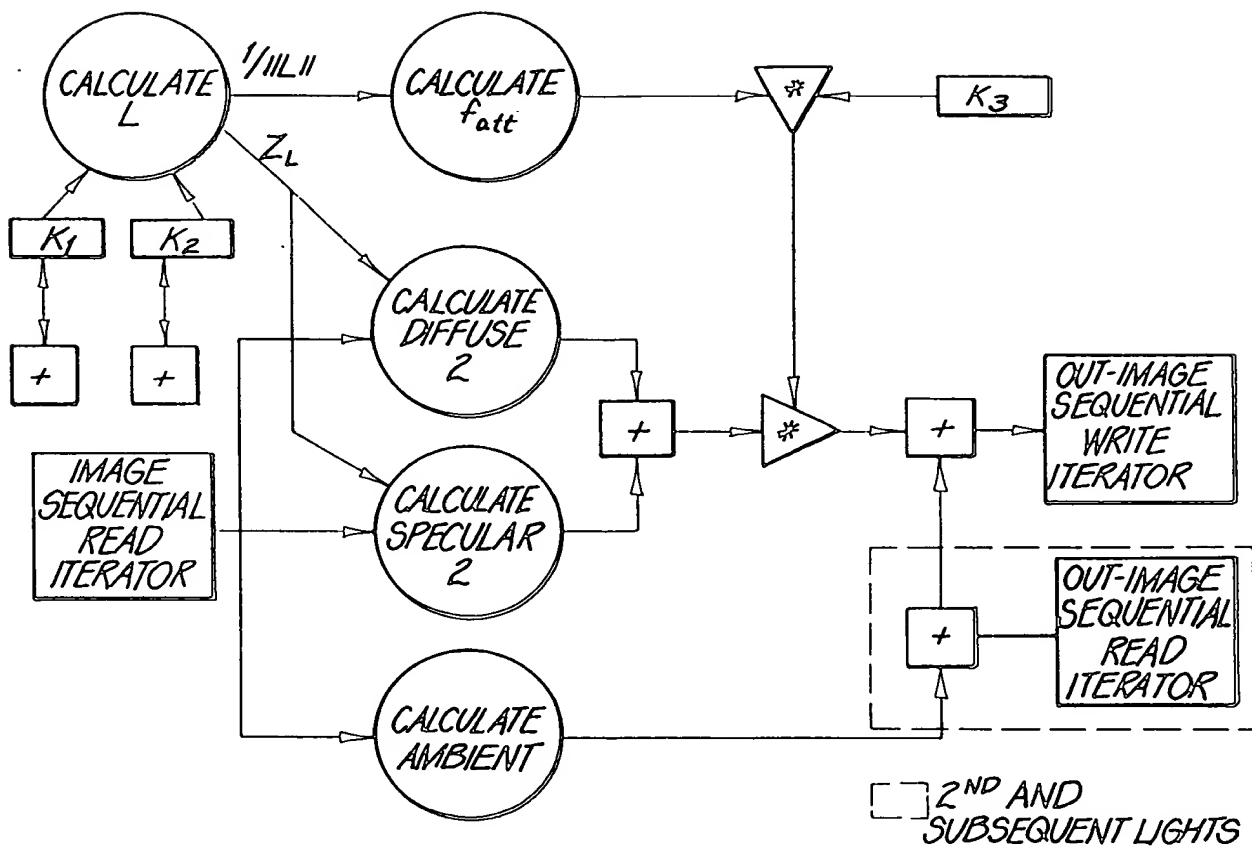 CALCULATE
L
1/||L||
CALCULATE
fatt
*
K3
ZL
K1
K2
+
+
CALCULATE
DIFFUSE
2
+
*
+
OUT-IMAGE
SEQUENTIAL
WRITE
ITERATOR
IMAGE
SEQUENTIAL
READ
ITERATOR
CALCULATE
SPECULAR
2
+
OUT-IMAGE
SEQUENTIAL
READ
ITERATOR
CALCULATE
AMBIENT
2ND AND
SUBSEQUENT LIGHTS